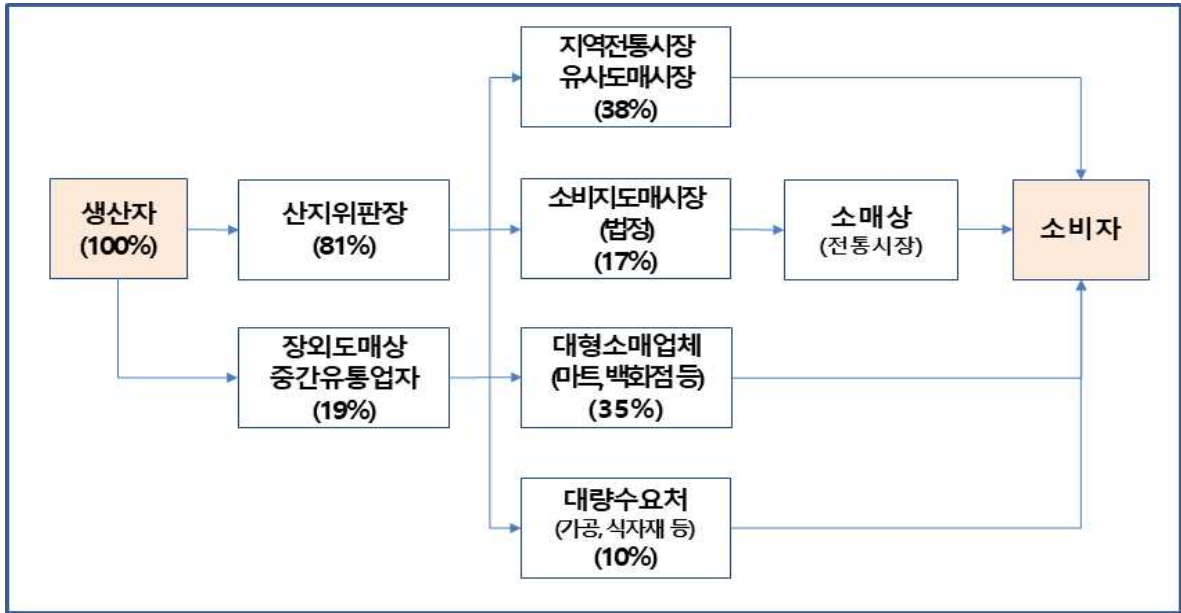 생산자
(100%)
산지위판장
(81%)
장외도매상
중간유통업자
(19%)
지역전통시장
유사도매시장
(38%)
소비지도매시장
(법정)
(17%)
대형소매업체
(마트,백화점 등)
(35%)
대량수요처
(가공, 식자재 등)
(10%)
소매상
(전통시장)
소비자